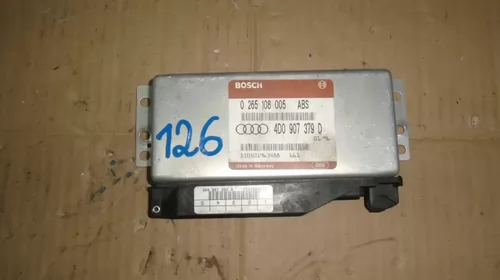 BOSCH
0 265 108 005 ABS
4D0 907 379 D
126
Made in Germany